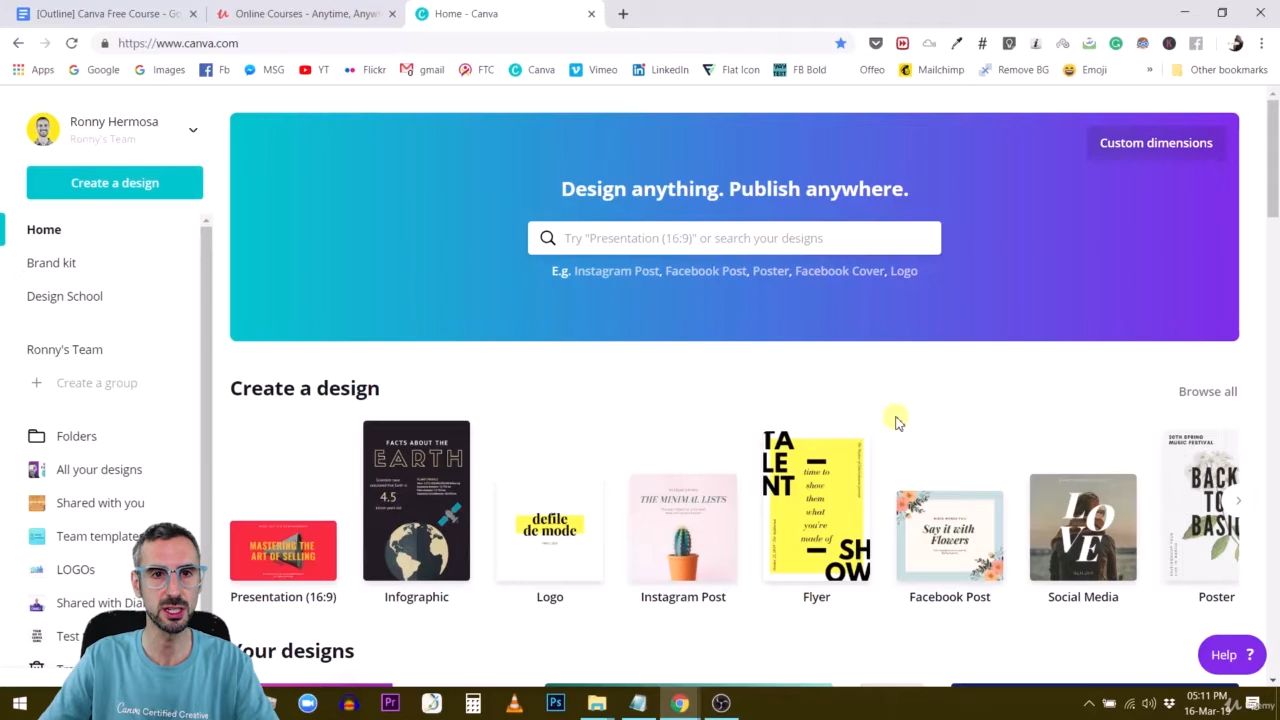 [Outline] Canva Free Course - Go
Online Courses - Anytime, Anyw
Home - Canva
https://www.canva.com
Apps
Google
Images
Fb
MSG
YT
Flickr
gmail
FTC
Canva
Vimeo
LinkedIn
Flat Icon
FB Bold
Offeo
Mailchimp
Remove BG
Emoji
»
Other bookmarks
Ronny Hermosa
Ronny's Team
Create a design
Home
Brand kit
Design School
Ronny's Team
Create a group
Folders
All your designs
Shared with you
Team templates
LOGOs
Shared with Dia
Test
Custom dimensions
Design anything. Publish anywhere.
Try "Presentation (16:9)" or search your designs
E.g. Instagram Post, Facebook Post, Poster, Facebook Cover, Logo
Create a design
Browse all
MASTERING THE
ART OF SELLING
Presentation (16:9)
FACTS ABOUT THE
EARTH
4.5
Infographic
defile
de mode
Logo
THE MINIMAL LISTS
Instagram Post
TA
LE
NT
time to
show
them
what
you're
made of
SH
OW
Flyer
Say it with
Flowers
Facebook Post
LO
VE
Social Media
20TH SPRING
MUSIC FESTIVAL
BACK
TO
BASI
Poster
Your designs
Help ?
Canva Certified Creative
Pr
Ps
05:11 PM
16-Mar-19